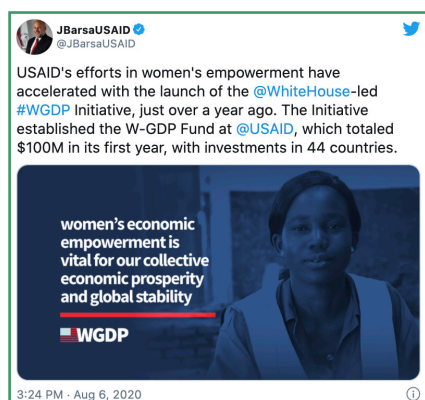 JBarsaUSAID
@JBarsaUSAID
USAID's efforts in women's empowerment have
accelerated with the launch of the @WhiteHouse-led
#WGDP Initiative, just over a year ago. The Initiative
established the W-GDP Fund at @USAID, which totaled
$100M in its first year, with investments in 44 countries.
women's economic
empowerment is
vital for our collective
economic prosperity
and global stability
WGDP
3:24 PM · Aug 6, 2020